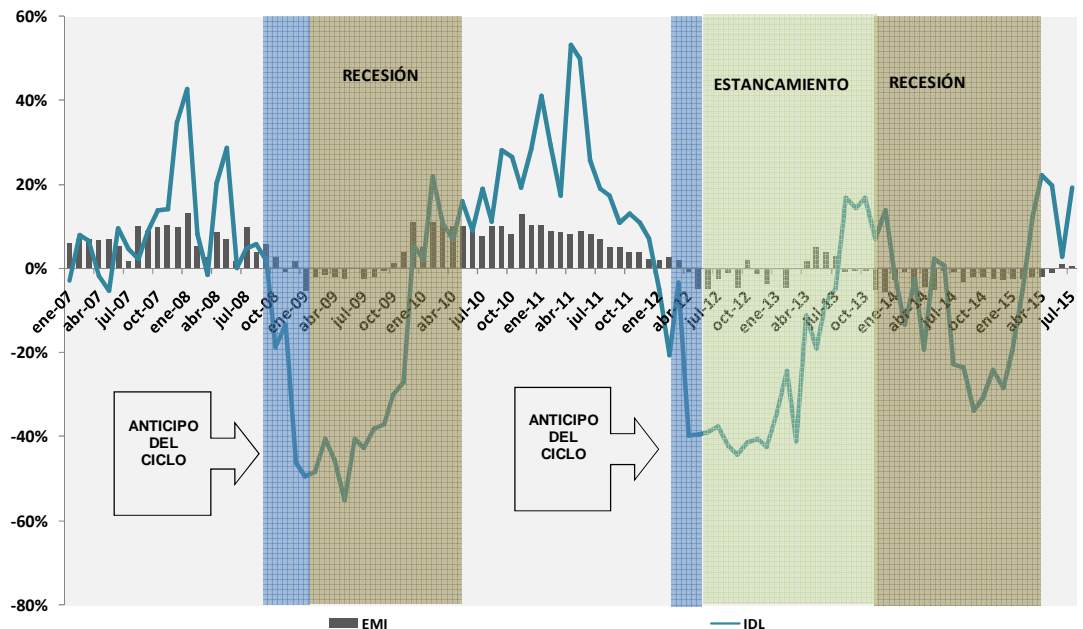 60%
40%
20%
0%
-20%
-40%
-60%
-80%
RECESIÓN
ESTANCAMIENTO
RECESIÓN
ene-07
abr-07
jul-07
oct-07
ene-08
abr-08
jul-08
oct-08
ene-09
abr-09
jul-09
oct-09
ene-10
abr-10
jul-10
oct-10
ene-11
abr-11
jul-11
oct-11
ene-12
abr-12
jul-12
oct-12
ene-13
abr-13
jul-13
oct-13
ene-14
abr-14
jul-14
oct-14
ene-15
abr-15
jul-15
ANTICIPO
DEL
CICLO
ANTICIPO
DEL
CICLO
EMI
IDL